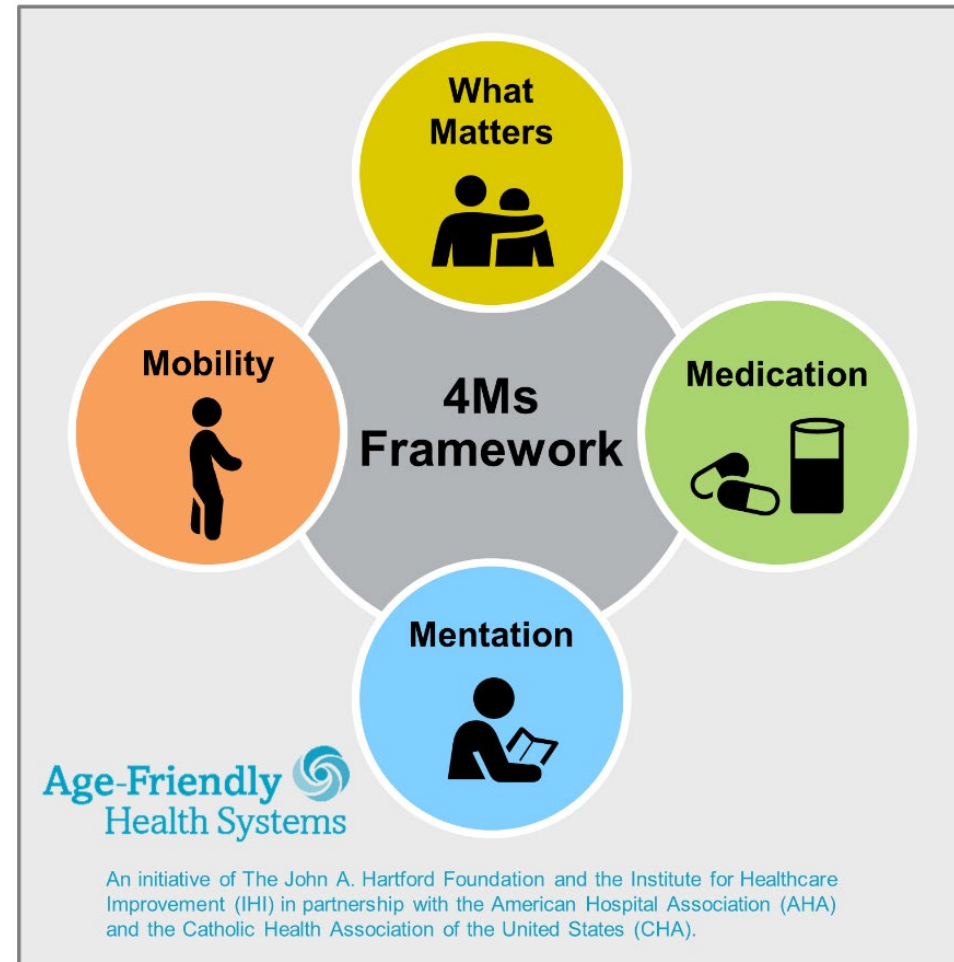 What
Matters
Mobility
4Ms
Framework
Medication
Mentation
Age-Friendly
Health Systems
An initiative of The John A. Hartford Foundation and the Institute for Healthcare
Improvement (IHI) in partnership with the American Hospital Association (AHA)
and the Catholic Health Association of the United States (CHA).